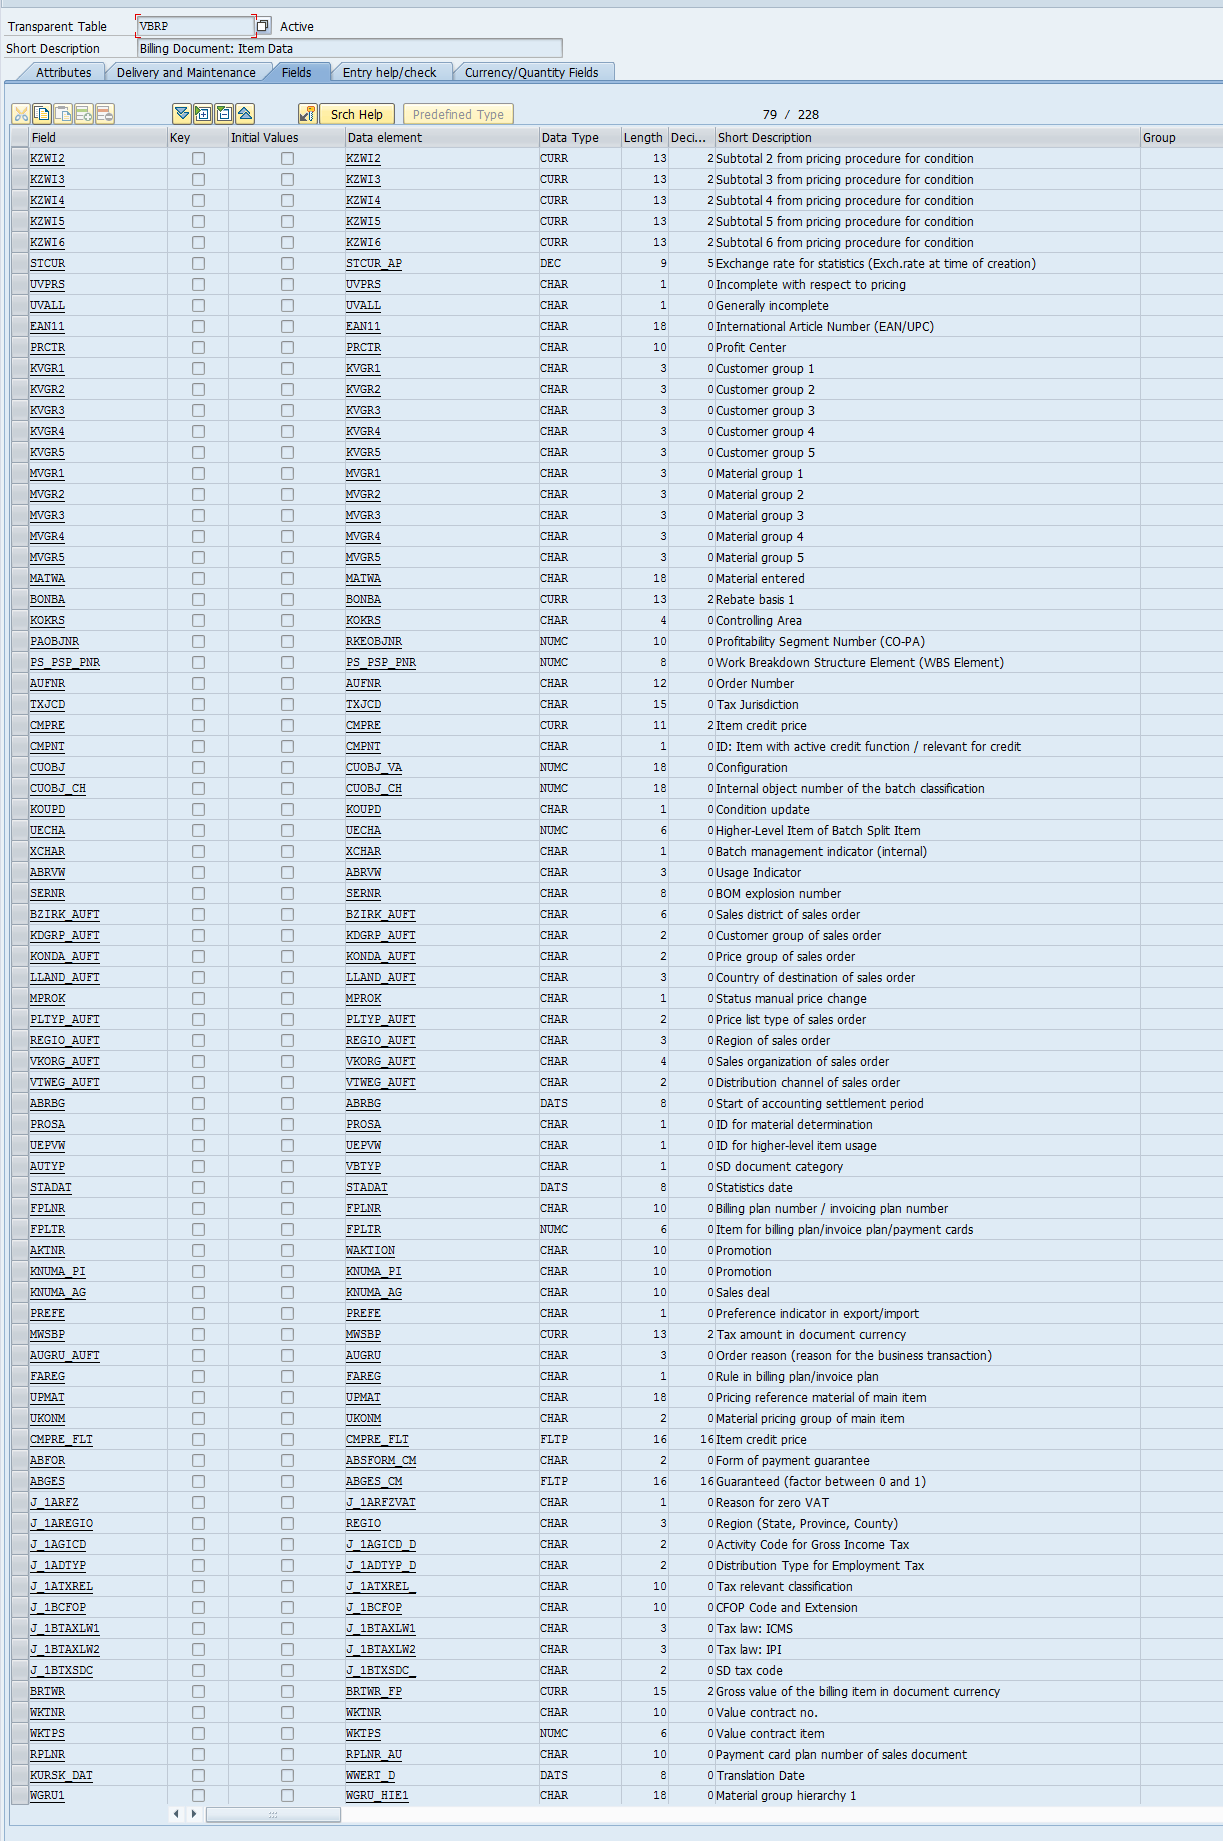 Transparent Table VBRP Active
Short Description Billing Document: Item Data
Attributes Delivery and Maintenance Fields Entry help/check Currency/Quantity Fields
Srch Help Predefined Type 79 / 228
Field Key Initial Values Data element Data Type Length Deci... Short Description Group
KZWI2 KZWI2 CURR 13 2 Subtotal 2 from pricing procedure for condition
KZWI3 KZWI3 CURR 13 2 Subtotal 3 from pricing procedure for condition
KZWI4 KZWI4 CURR 13 2 Subtotal 4 from pricing procedure for condition
KZWI5 KZWI5 CURR 13 2 Subtotal 5 from pricing procedure for condition
KZWI6 KZWI6 CURR 13 2 Subtotal 6 from pricing procedure for condition
STCUR STCUR_AP DEC 9 5 Exchange rate for statistics (Exch.rate at time of creation)
UVPRS UVPRS CHAR 1 0 Incomplete with respect to pricing
UVALL UVALL CHAR 1 0 Generally incomplete
EAN11 EAN11 CHAR 18 0 International Article Number (EAN/UPC)
PRCTR PRCTR CHAR 10 0 Profit Center
KVGR1 KVGR1 CHAR 3 0 Customer group 1
KVGR2 KVGR2 CHAR 3 0 Customer group 2
KVGR3 KVGR3 CHAR 3 0 Customer group 3
KVGR4 KVGR4 CHAR 3 0 Customer group 4
KVGR5 KVGR5 CHAR 3 0 Customer group 5
MVGR1 MVGR1 CHAR 3 0 Material group 1
MVGR2 MVGR2 CHAR 3 0 Material group 2
MVGR3 MVGR3 CHAR 3 0 Material group 3
MVGR4 MVGR4 CHAR 3 0 Material group 4
MVGR5 MVGR5 CHAR 3 0 Material group 5
MATWA MATWA CHAR 18 0 Material entered
BONBA BONBA CURR 13 2 Rebate basis 1
KOKRS KOKRS CHAR 4 0 Controlling Area
PAOBJNR RKEOBJNR NUMC 10 0 Profitability Segment Number (CO-PA)
PS_PSP_PNR PS_PSP_PNR NUMC 8 0 Work Breakdown Structure Element (WBS Element)
AUFNR AUFNR CHAR 12 0 Order Number
TXJCD TXJCD CHAR 15 0 Tax Jurisdiction
CMPRE CMPRE CURR 11 2 Item credit price
CMPNT CMPNT CHAR 1 0 ID: Item with active credit function / relevant for credit
CUOBJ CUOBJ_VA NUMC 18 0 Configuration
CUOBJ_CH CUOBJ_CH NUMC 18 0 Internal object number of the batch classification
KOUPD KOUPD CHAR 1 0 Condition update
UECHA UECHA NUMC 6 0 Higher-Level Item of Batch Split Item
XCHAR XCHAR CHAR 1 0 Batch management indicator (internal)
ABRVW ABRVW CHAR 3 0 Usage Indicator
SERNR SERNR CHAR 8 0 BOM explosion number
BZIRK_AUFT BZIRK_AUFT CHAR 6 0 Sales district of sales order
KDGRP_AUFT KDGRP_AUFT CHAR 2 0 Customer group of sales order
KONDA_AUFT KONDA_AUFT CHAR 2 0 Price group of sales order
LLAND_AUFT LLAND_AUFT CHAR 3 0 Country of destination of sales order
MPROK MPROK CHAR 1 0 Status manual price change
PLTYP_AUFT PLTYP_AUFT CHAR 2 0 Price list type of sales order
REGIO_AUFT REGIO_AUFT CHAR 3 0 Region of sales order
VKORG_AUFT VKORG_AUFT CHAR 4 0 Sales organization of sales order
VTWEG_AUFT VTWEG_AUFT CHAR 2 0 Distribution channel of sales order
ABRBG ABRBG DATS 8 0 Start of accounting settlement period
PROSA PROSA CHAR 1 0 ID for material determination
UEPVW UEPVW CHAR 1 0 ID for higher-level item usage
AUTYP VBTYP CHAR 1 0 SD document category
STADAT STADAT DATS 8 0 Statistics date
FPLNR FPLNR CHAR 10 0 Billing plan number / invoicing plan number
FPLTR FPLTR NUMC 6 0 Item for billing plan/invoice plan/payment cards
AKTNR WAKTION CHAR 10 0 Promotion
KNUMA_PI KNUMA_PI CHAR 10 0 Promotion
KNUMA_AG KNUMA_AG CHAR 10 0 Sales deal
PREFE PREFE CHAR 1 0 Preference indicator in export/import
MWSBP MWSBP CURR 13 2 Tax amount in document currency
AUGRU_AUFT AUGRU CHAR 3 0 Order reason (reason for the business transaction)
FAREG FAREG CHAR 1 0 Rule in billing plan/invoice plan
UPMAT UPMAT CHAR 18 0 Pricing reference material of main item
UKONM UKONM CHAR 2 0 Material pricing group of main item
CMPRE_FLT CMPRE_FLT FLTP 16 16 Item credit price
ABFOR ABSFORM_CM CHAR 2 0 Form of payment guarantee
ABGES ABGES_CM FLTP 16 16 Guaranteed (factor between 0 and 1)
J_1ARFZ J_1ARFZVAT CHAR 1 0 Reason for zero VAT
J_1AREGIO REGIO CHAR 3 0 Region (State, Province, County)
J_1AGICD J_1AGICD_D CHAR 2 0 Activity Code for Gross Income Tax
J_1ADTYP J_1ADTYP_D CHAR 2 0 Distribution Type for Employment Tax
J_1ATXREL J_1ATXREL_ CHAR 10 0 Tax relevant classification
J_1BCFOP J_1BCFOP CHAR 10 0 CFOP Code and Extension
J_1BTAXLW1 J_1BTAXLW1 CHAR 3 0 Tax law: ICMS
J_1BTAXLW2 J_1BTAXLW2 CHAR 3 0 Tax law: IPI
J_1BTXSDC J_1BTXSDC_ CHAR 2 0 SD tax code
BRTWR BRTWR_FP CURR 15 2 Gross value of the billing item in document currency
WKTNR WKTNR CHAR 10 0 Value contract no.
WKTPS WKTPS NUMC 6 0 Value contract item
RPLNR RPLNR_AU CHAR 10 0 Payment card plan number of sales document
KURSK_DAT WWERT_D DATS 8 0 Translation Date
WGRU1 WGRU_HIE1 CHAR 18 0 Material group hierarchy 1